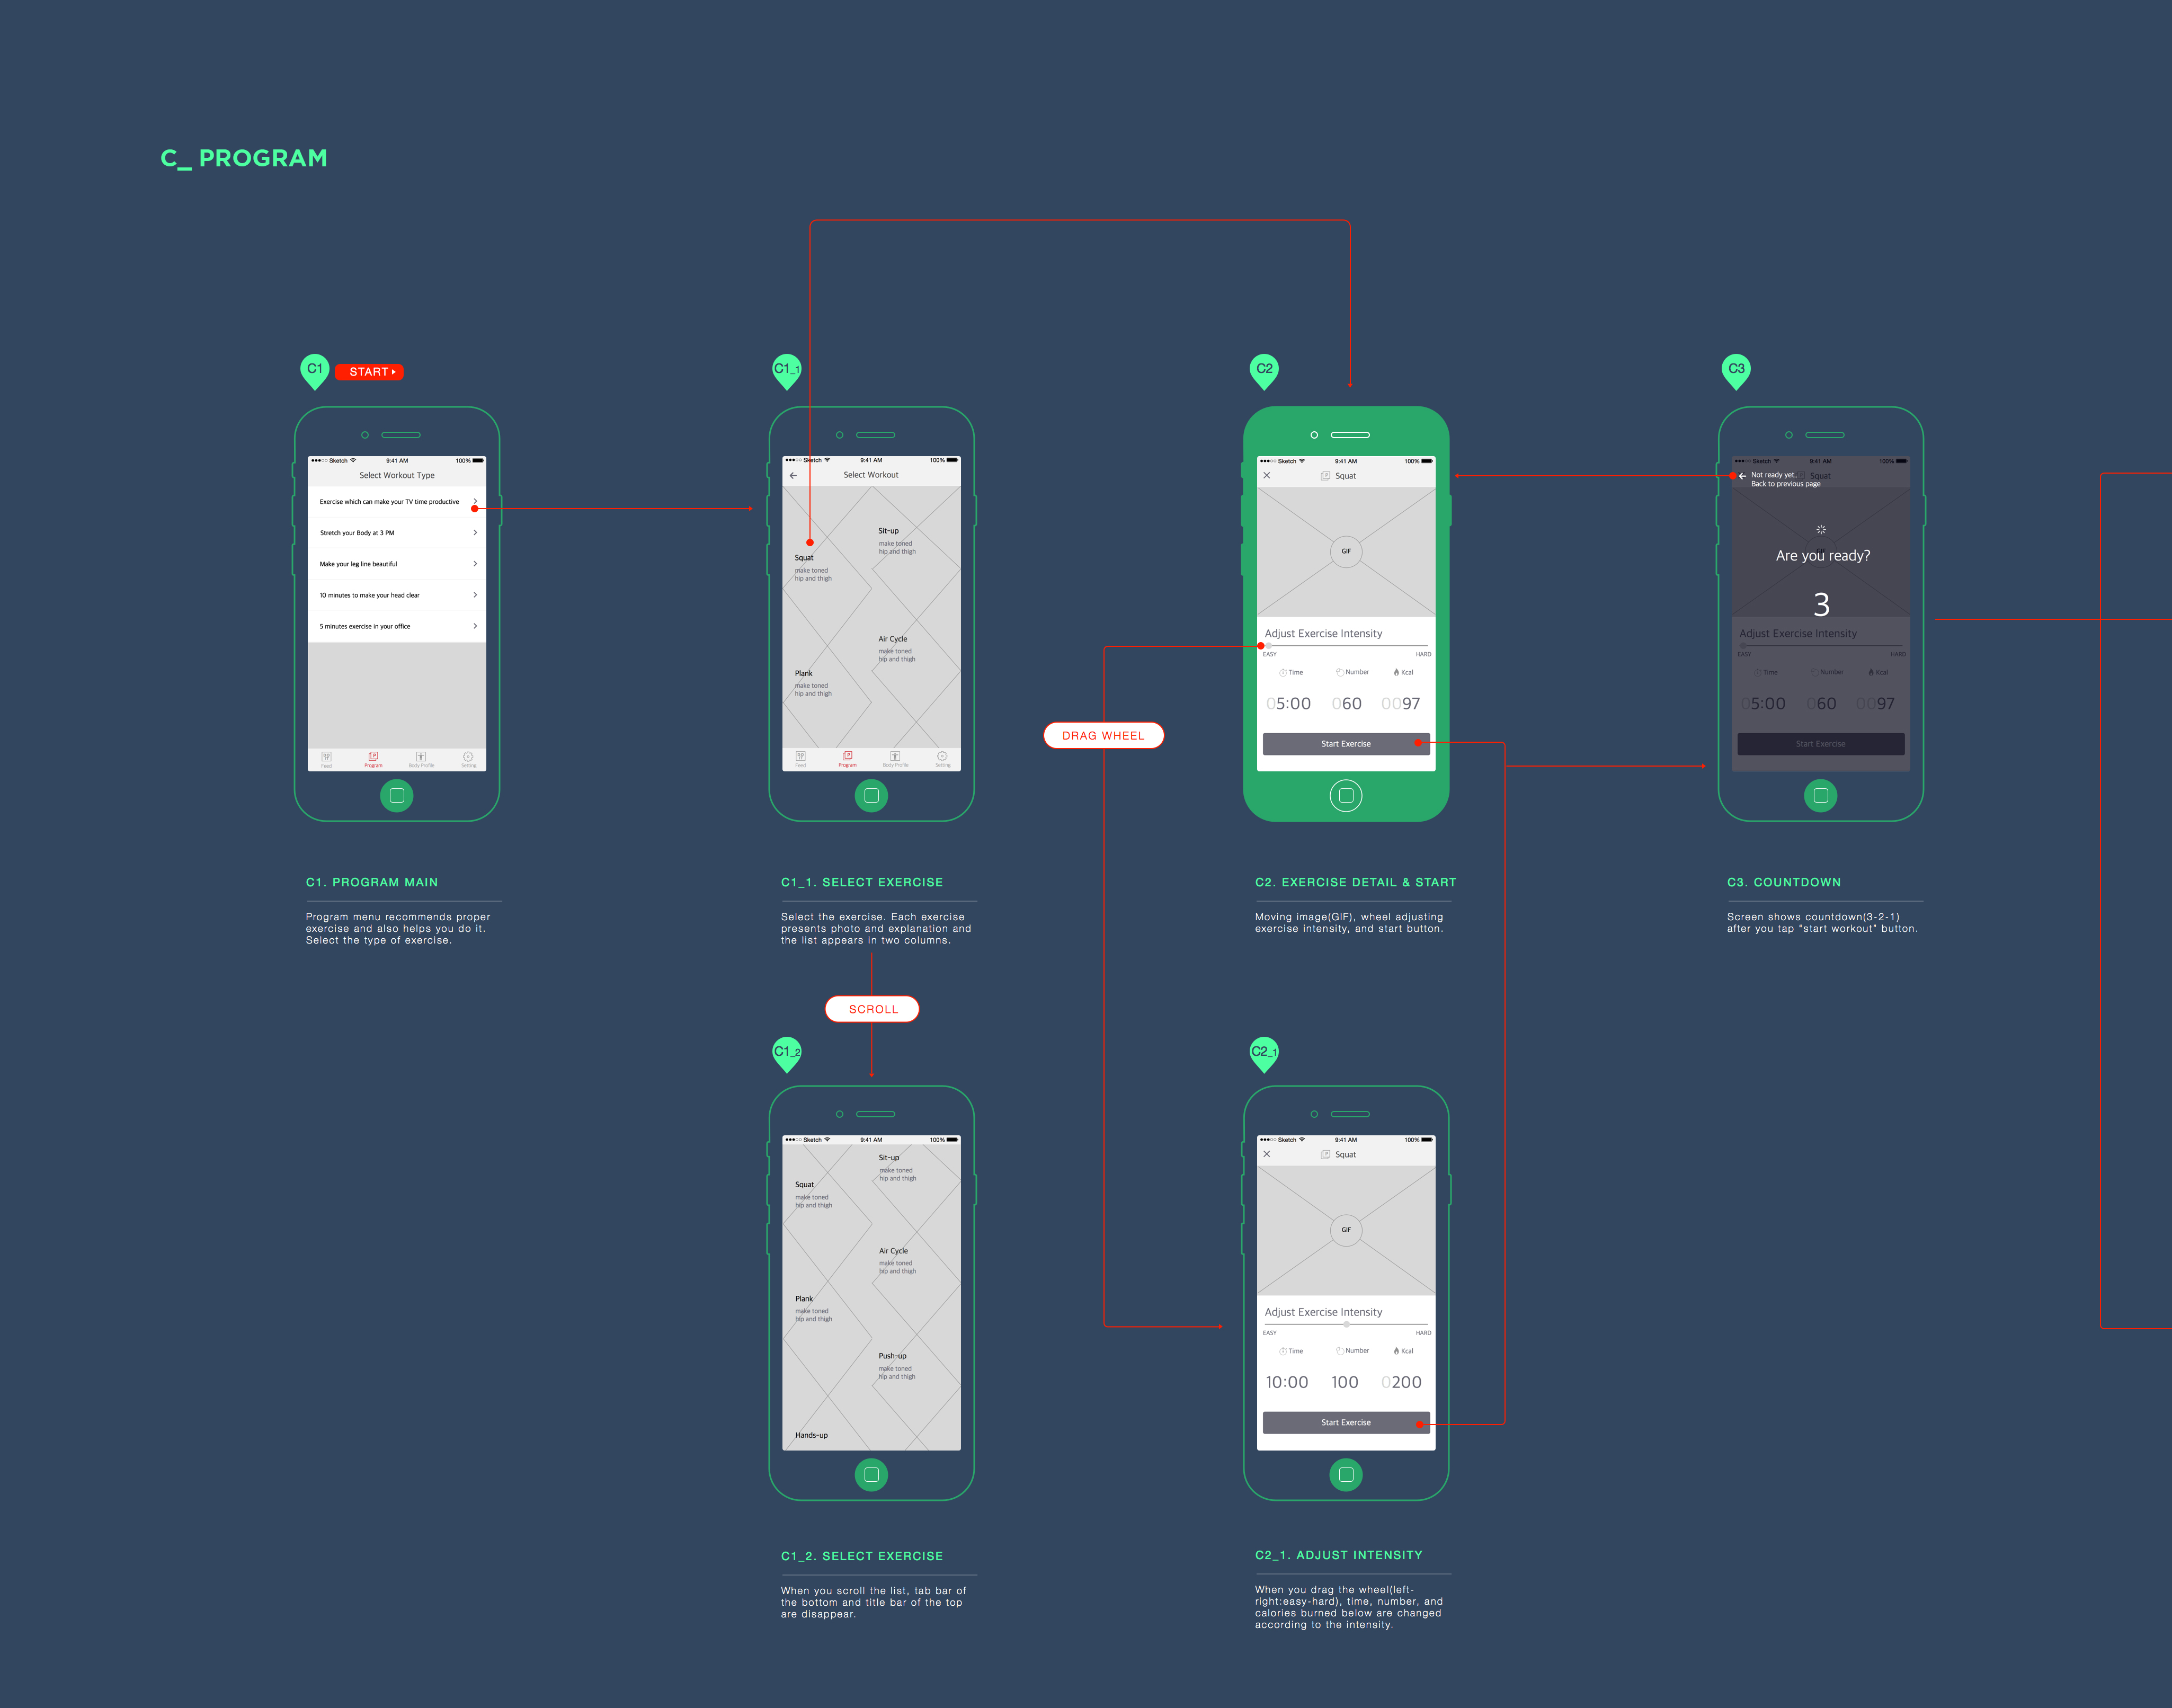 C_ PROGRAM
C1
START
●●●○○ Sketch 9:41 AM 100%
Select Workout Type
Exercise which can make your TV time productive
Stretch your Body at 3 PM
Make your leg line beautiful
10 minutes to make your head clear
5 minutes exercise in your office
Feed Program Body Profile Setting
C1. PROGRAM MAIN
Program menu recommends proper
exercise and also helps you do it.
Select the type of exercise.
C1_1
●●●○○ Sketch 9:41 AM 100%
Select Workout
Sit-up
make toned
hip and thigh
Squat
make toned
hip and thigh
Air Cycle
make toned
hip and thigh
Plank
make toned
hip and thigh
Feed Program Body Profile Setting
C1_1. SELECT EXERCISE
Select the exercise. Each exercise
presents photo and explanation and
the list appears in two columns.
SCROLL
C2
●●●○○ Sketch 9:41 AM 100%
Squat
GIF
Adjust Exercise Intensity
EASY HARD
Time Number Kcal
05:00 060 0097
Start Exercise
DRAG WHEEL
C2. EXERCISE DETAIL & START
Moving image(GIF), wheel adjusting
exercise intensity, and start button.
C3
●●●○○ Sketch 9:41 AM 100%
Not ready yet..
Back to previous page
Squat
Are you ready?
3
Adjust Exercise Intensity
EASY HARD
Time Number Kcal
05:00 060 0097
Start Exercise
C3. COUNTDOWN
Screen shows countdown(3-2-1)
after you tap “start workout” button.
C1_2
●●●○○ Sketch 9:41 AM 100%
Sit-up
make toned
hip and thigh
Squat
make toned
hip and thigh
Air Cycle
make toned
hip and thigh
Plank
make toned
hip and thigh
Push-up
make toned
hip and thigh
Hands-up
C1_2. SELECT EXERCISE
When you scroll the list, tab bar of
the bottom and title bar of the top
are disappear.
C2_1
●●●○○ Sketch 9:41 AM 100%
Squat
GIF
Adjust Exercise Intensity
EASY HARD
Time Number Kcal
10:00 100 0200
Start Exercise
C2_1. ADJUST INTENSITY
When you drag the wheel(left-
right:easy-hard), time, number, and
calories burned below are changed
according to the intensity.